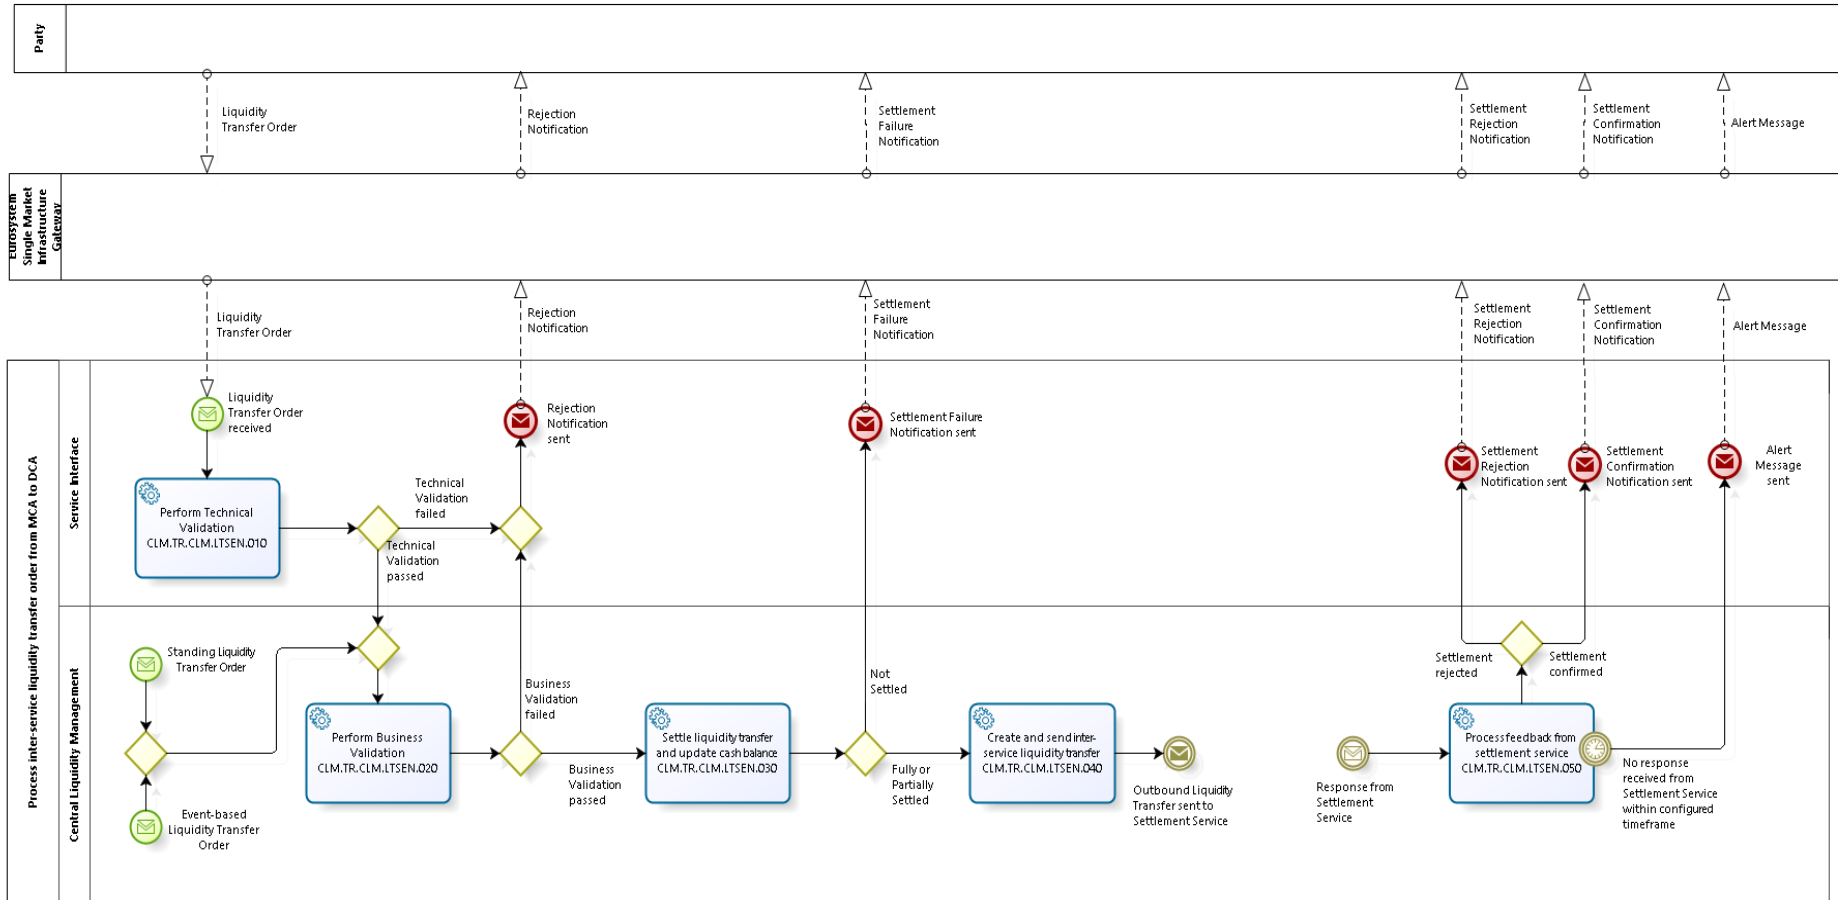 Party
Liquidity
Transfer Order
Rejection
Notification
Settlement
Failure
Notification
Settlement
Rejection
Notification
Settlement
Confirmation
Notification
Alert Message
Eurosystem
Single Market
Infrastructure
Gateway
Liquidity
Transfer Order
Rejection
Notification
Settlement
Failure
Notification
Settlement
Rejection
Notification
Settlement
Confirmation
Notification
Alert Message
Process inter-service liquidity transfer order from MCA to DCA
Service Interface
Liquidity
Transfer Order
received
Rejection
Notification
sent
Settlement Failure
Notification sent
Settlement
Rejection
Notification sent
Settlement
Confirmation
Notification sent
Alert
Message
sent
Perform Technical
Validation
CLM.TR.CLM.LTSEN.010
Technical
Validation
failed
Technical
Validation
passed
Central Liquidity Management
Standing Liquidity
Transfer Order
Event-based
Liquidity Transfer
Order
Perform Business
Validation
CLM.TR.CLM.LTSEN.020
Business
Validation
failed
Business
Validation
passed
Settle liquidity transfer
and update cash balance
CLM.TR.CLM.LTSEN.030
Not
Settled
Fully or
Partially
Settled
Create and send inter-
service liquidity transfer
CLM.TR.CLM.LTSEN.040
Outbound Liquidity
Transfer sent to
Settlement Service
Response from
Settlement
Service
Settlement
rejected
Settlement
confirmed
Process feedback from
settlement service
CLM.TR.CLM.LTSEN.050
No response
received from
Settlement Service
within configured
timeframe